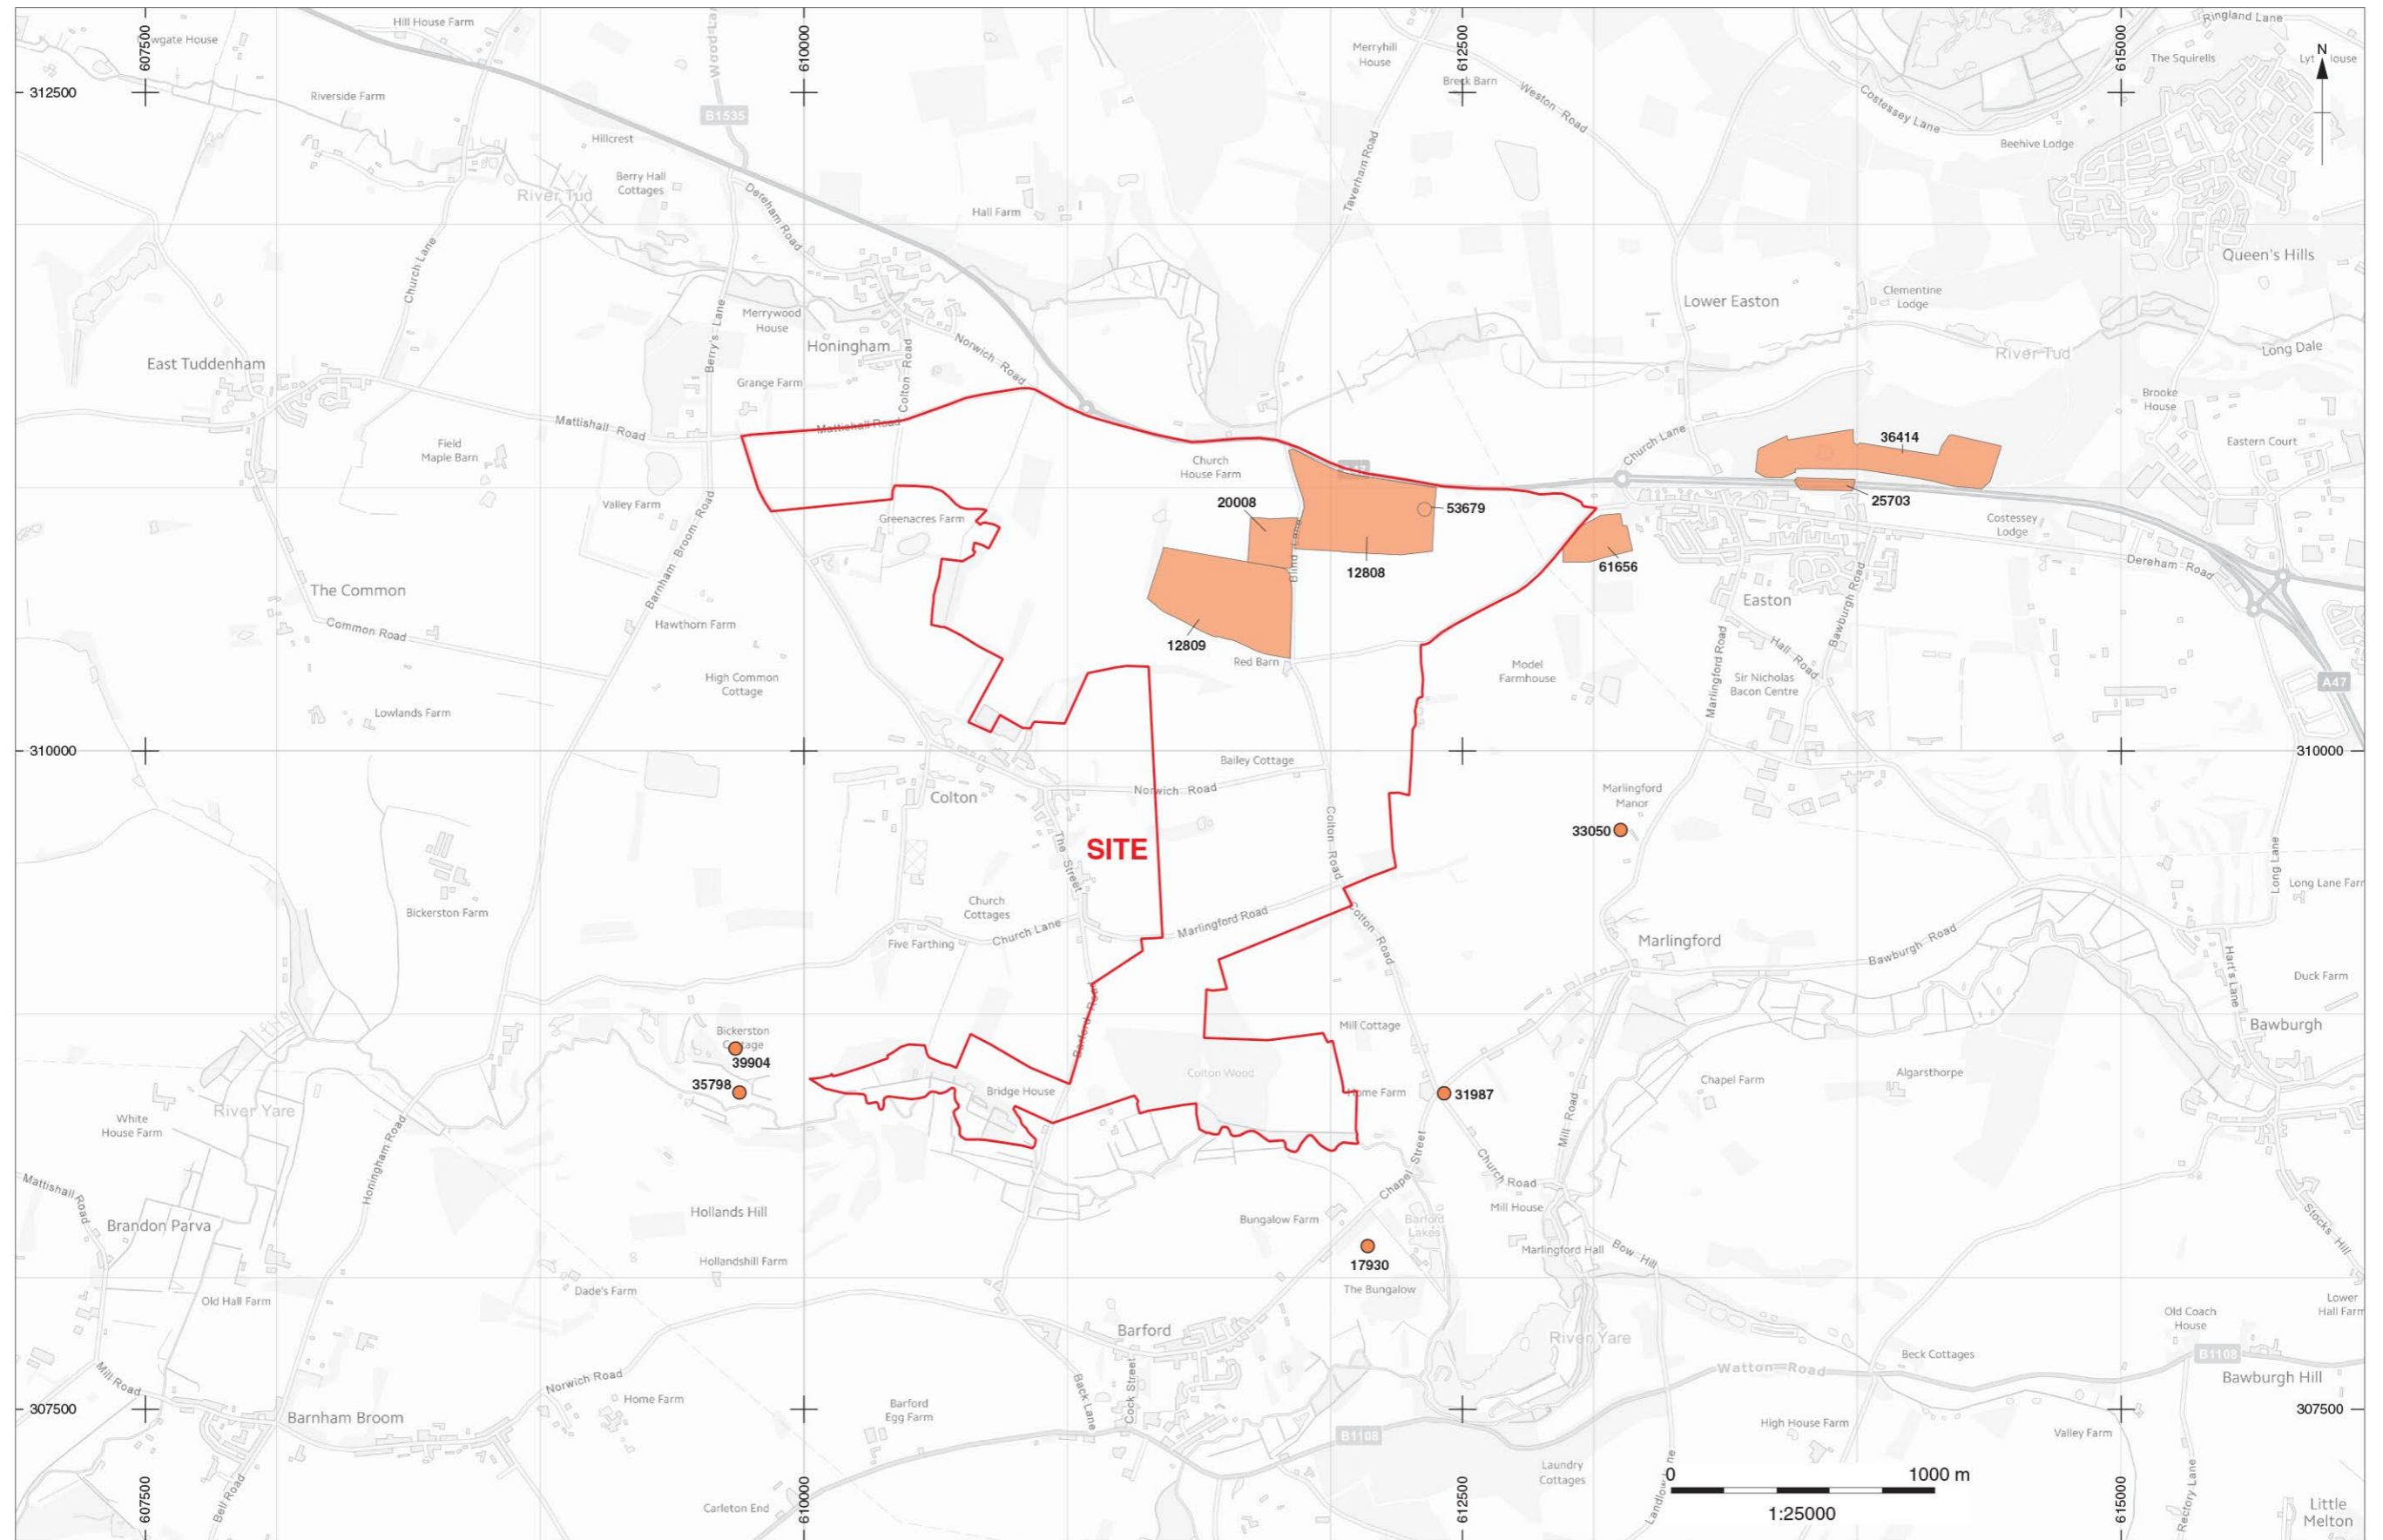 Hill House Farm
Ringland Lane
607500
610000
612500
615000
N
The Squirells
Merryhill
House
Breck Barn
312500
Riverside Farm
Weston Road
Costessey Lane
B1535
Hillcrest
Beehive Lodge
Taverham Road
Berry Hall
Cottages
River Tud
Dereham Road
Hall Farm
Church Lane
Queen's Hills
Clementine
Lodge
Lower Easton
Merrywood
House
Berry's Lane
Honingham
Norwich Road
River Tud
Long Dale
East Tuddenham
Grange Farm
Colton Road
Brooke
House
Mattishall Road
Mattishall Road
Field
Maple Barn
Church Lane
36414
Eastern Court
Church
House Farm
A47
25703
Valley Farm
20008
53679
Greenacres Farm
Costessey
Lodge
Barnham Broom Road
Blind Lane
12808
61656
Dereham Road
The Common
Easton
Bawburgh Road
Common Road
Hawthorn Farm
12809
Red Barn
Hall Road
Model
Farmhouse
Marlingford Road
High Common
Cottage
Sir Nicholas
Bacon Centre
A47
Lowlands Farm
310000
310000
Bailey Cottage
Norwich Road
Colton
Marlingford
Manor
33050
Colton Road
The Street
SITE
Long Lane
Bickerston Farm
Church
Cottages
Five Farthing
Church Lane
Marlingford Road
Colton Road
Marlingford
Bawburgh Road
Hart's Lane
Duck Farm
Barford Road
Bickerston
Cottage
39904
35798
Mill Cottage
Bawburgh
Colton Wood
Bridge House
Home Farm
31987
Chapel Farm
Algarsthorpe
River Yare
White
House Farm
Honingham Road
Mill Road
Chapel Street
Church Road
Mattishall Road
Brandon Parva
Hollands Hill
Bungalow Farm
Barford
Lakes
Mill House
Stocks Hill
Hollandshill Farm
17930
Marlingford Hall
Bow Hill
Dade's Farm
The Bungalow
Old Hall Farm
Lower
Hall Farm
Old Coach
House
Barford
River Yare
B1108
Beck Cottages
Watton Road
Mill Road
Norwich Road
Home Farm
Back Lane
Cock Street
Bawburgh Hill
307500
307500
Barnham Broom
Barford
Egg Farm
High House Farm
Valley Farm
B1108
Bell Road
Laundry
Cottages
0
1000 m
1:25000
Carleton End
Rectory Lane
Little
Melton
607500
610000
612500
615000